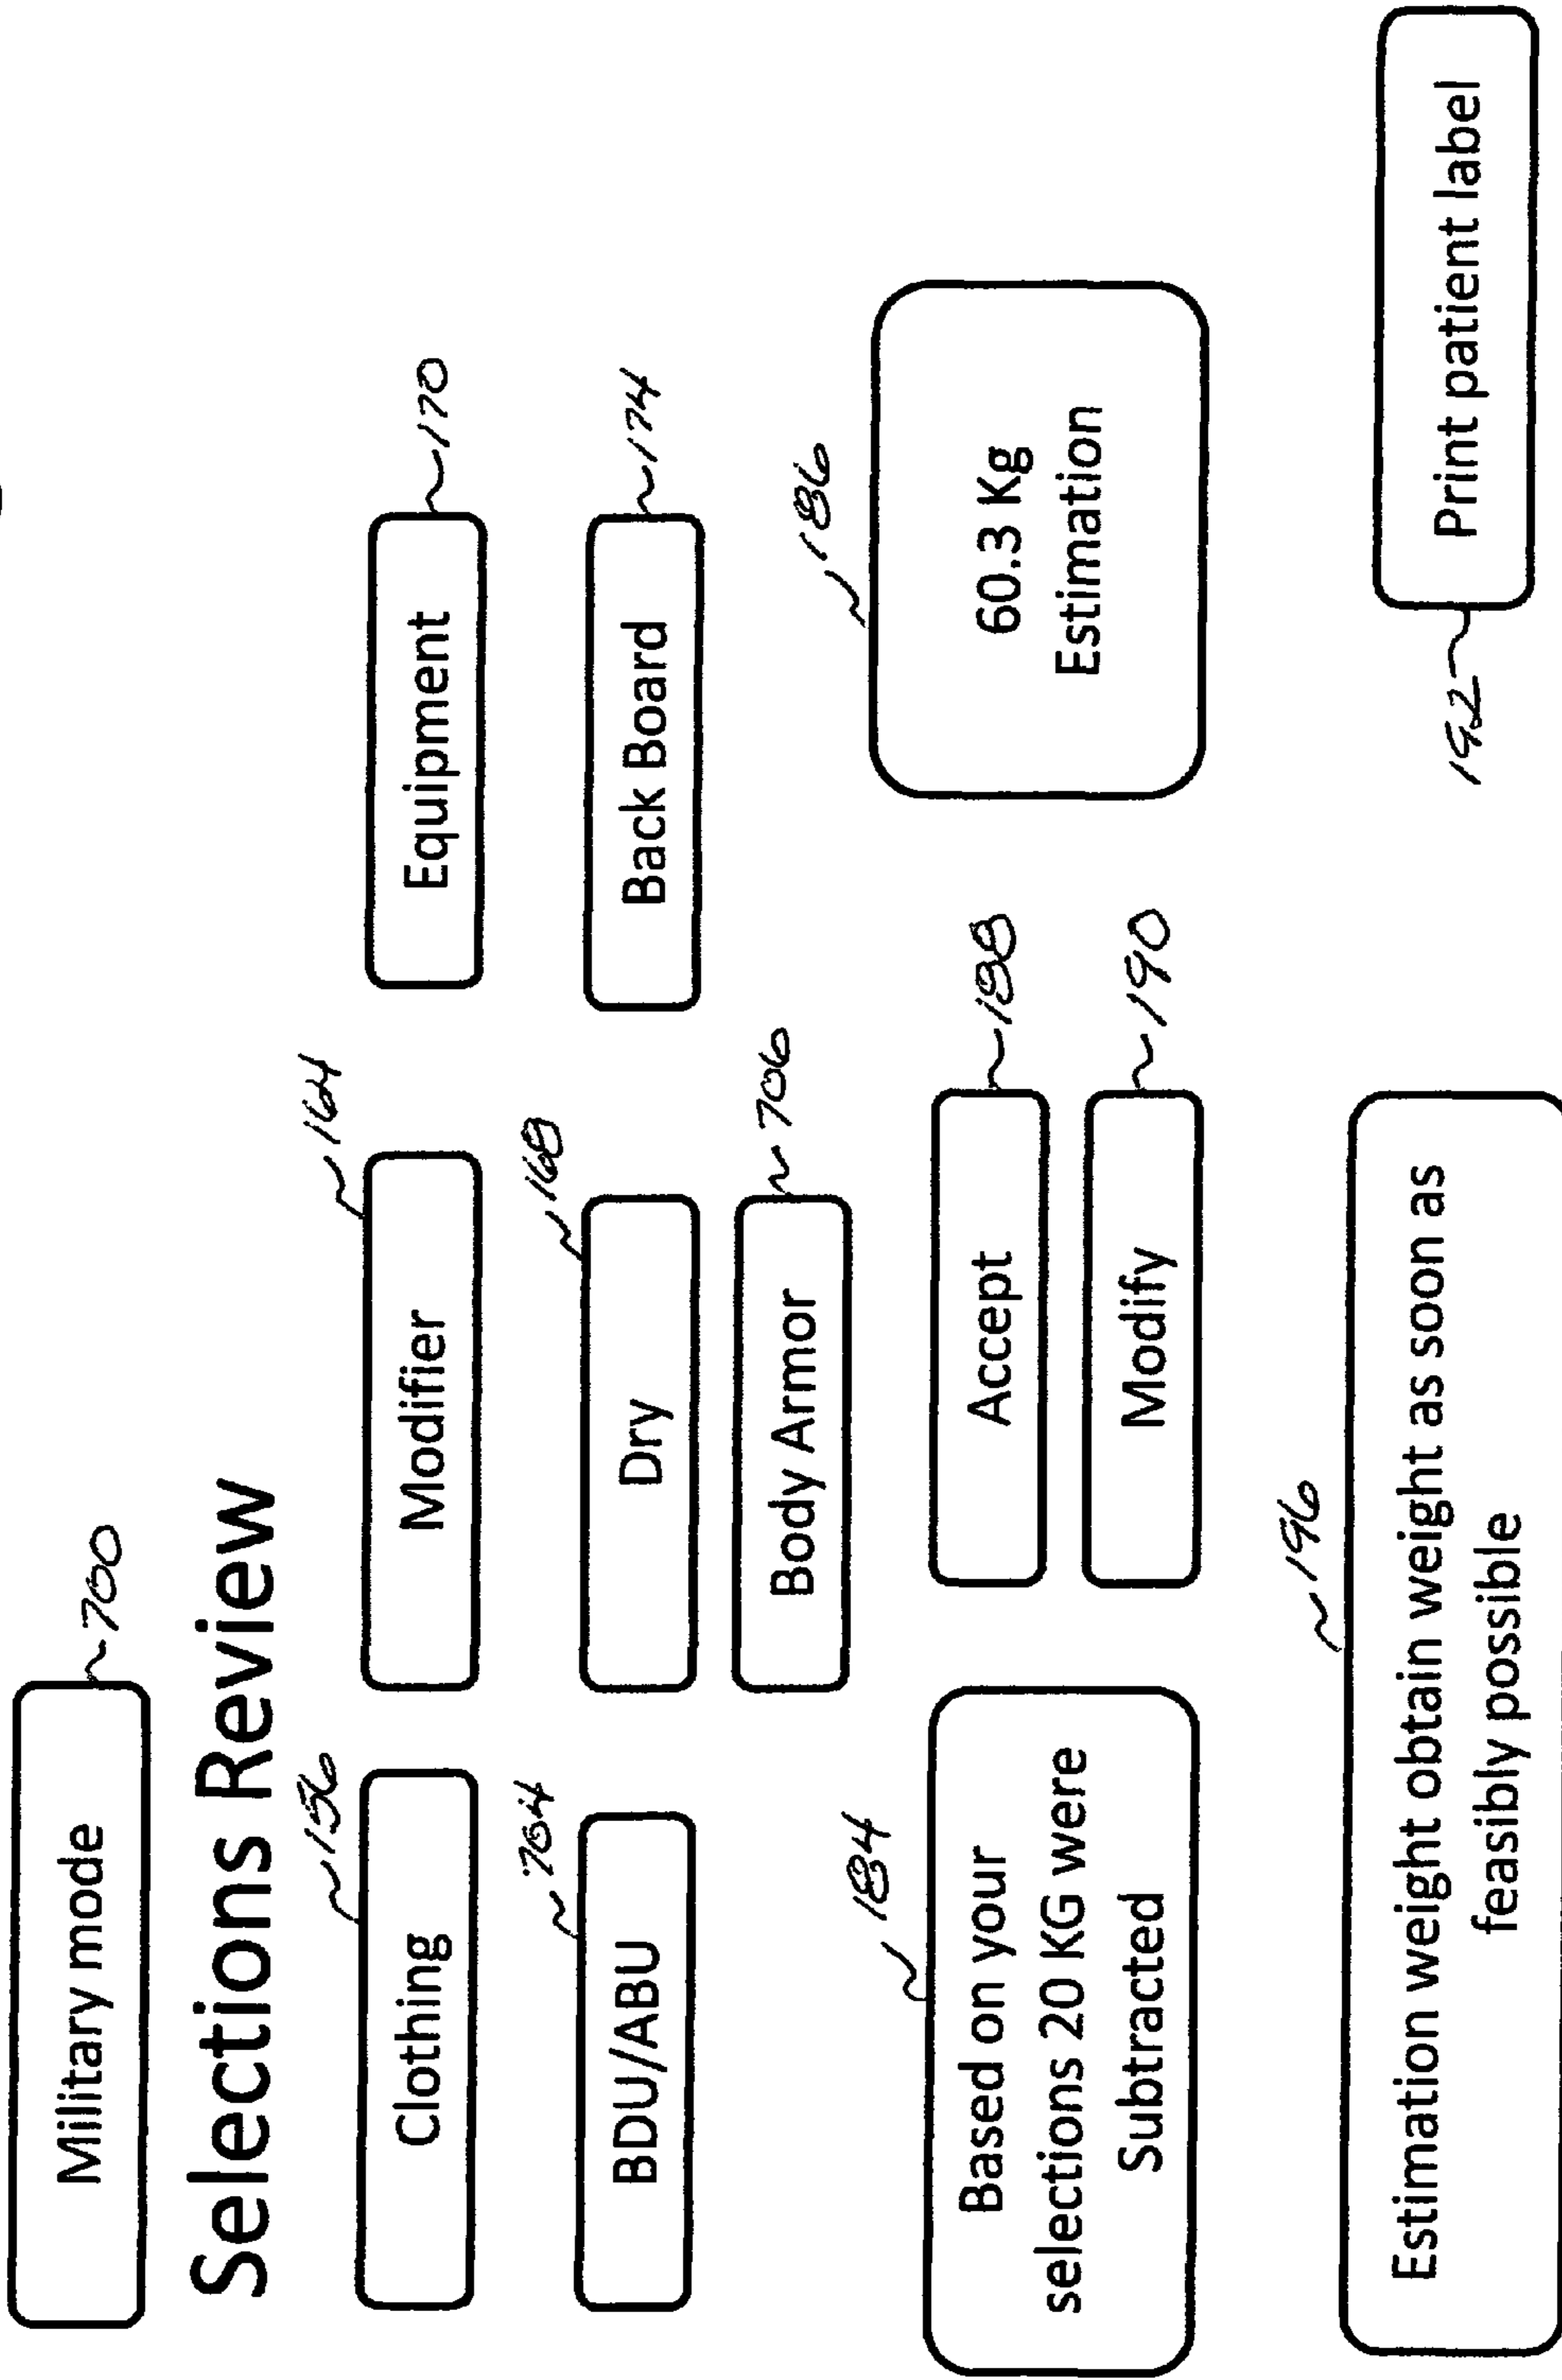 Military mode
700
Selections Review
156
164
Clothing
Modifier
Equipment
170
704
168
BDU/ABU
Dry
Back Board
174
Body Armor
706
184
186
Based on your
selections 20 KG were
Subtracted
Accept
188
Modify
190
60.3 Kg
Estimation
196
Estimation weight obtain weight as soon as
feasibly possible
192
Print patient label